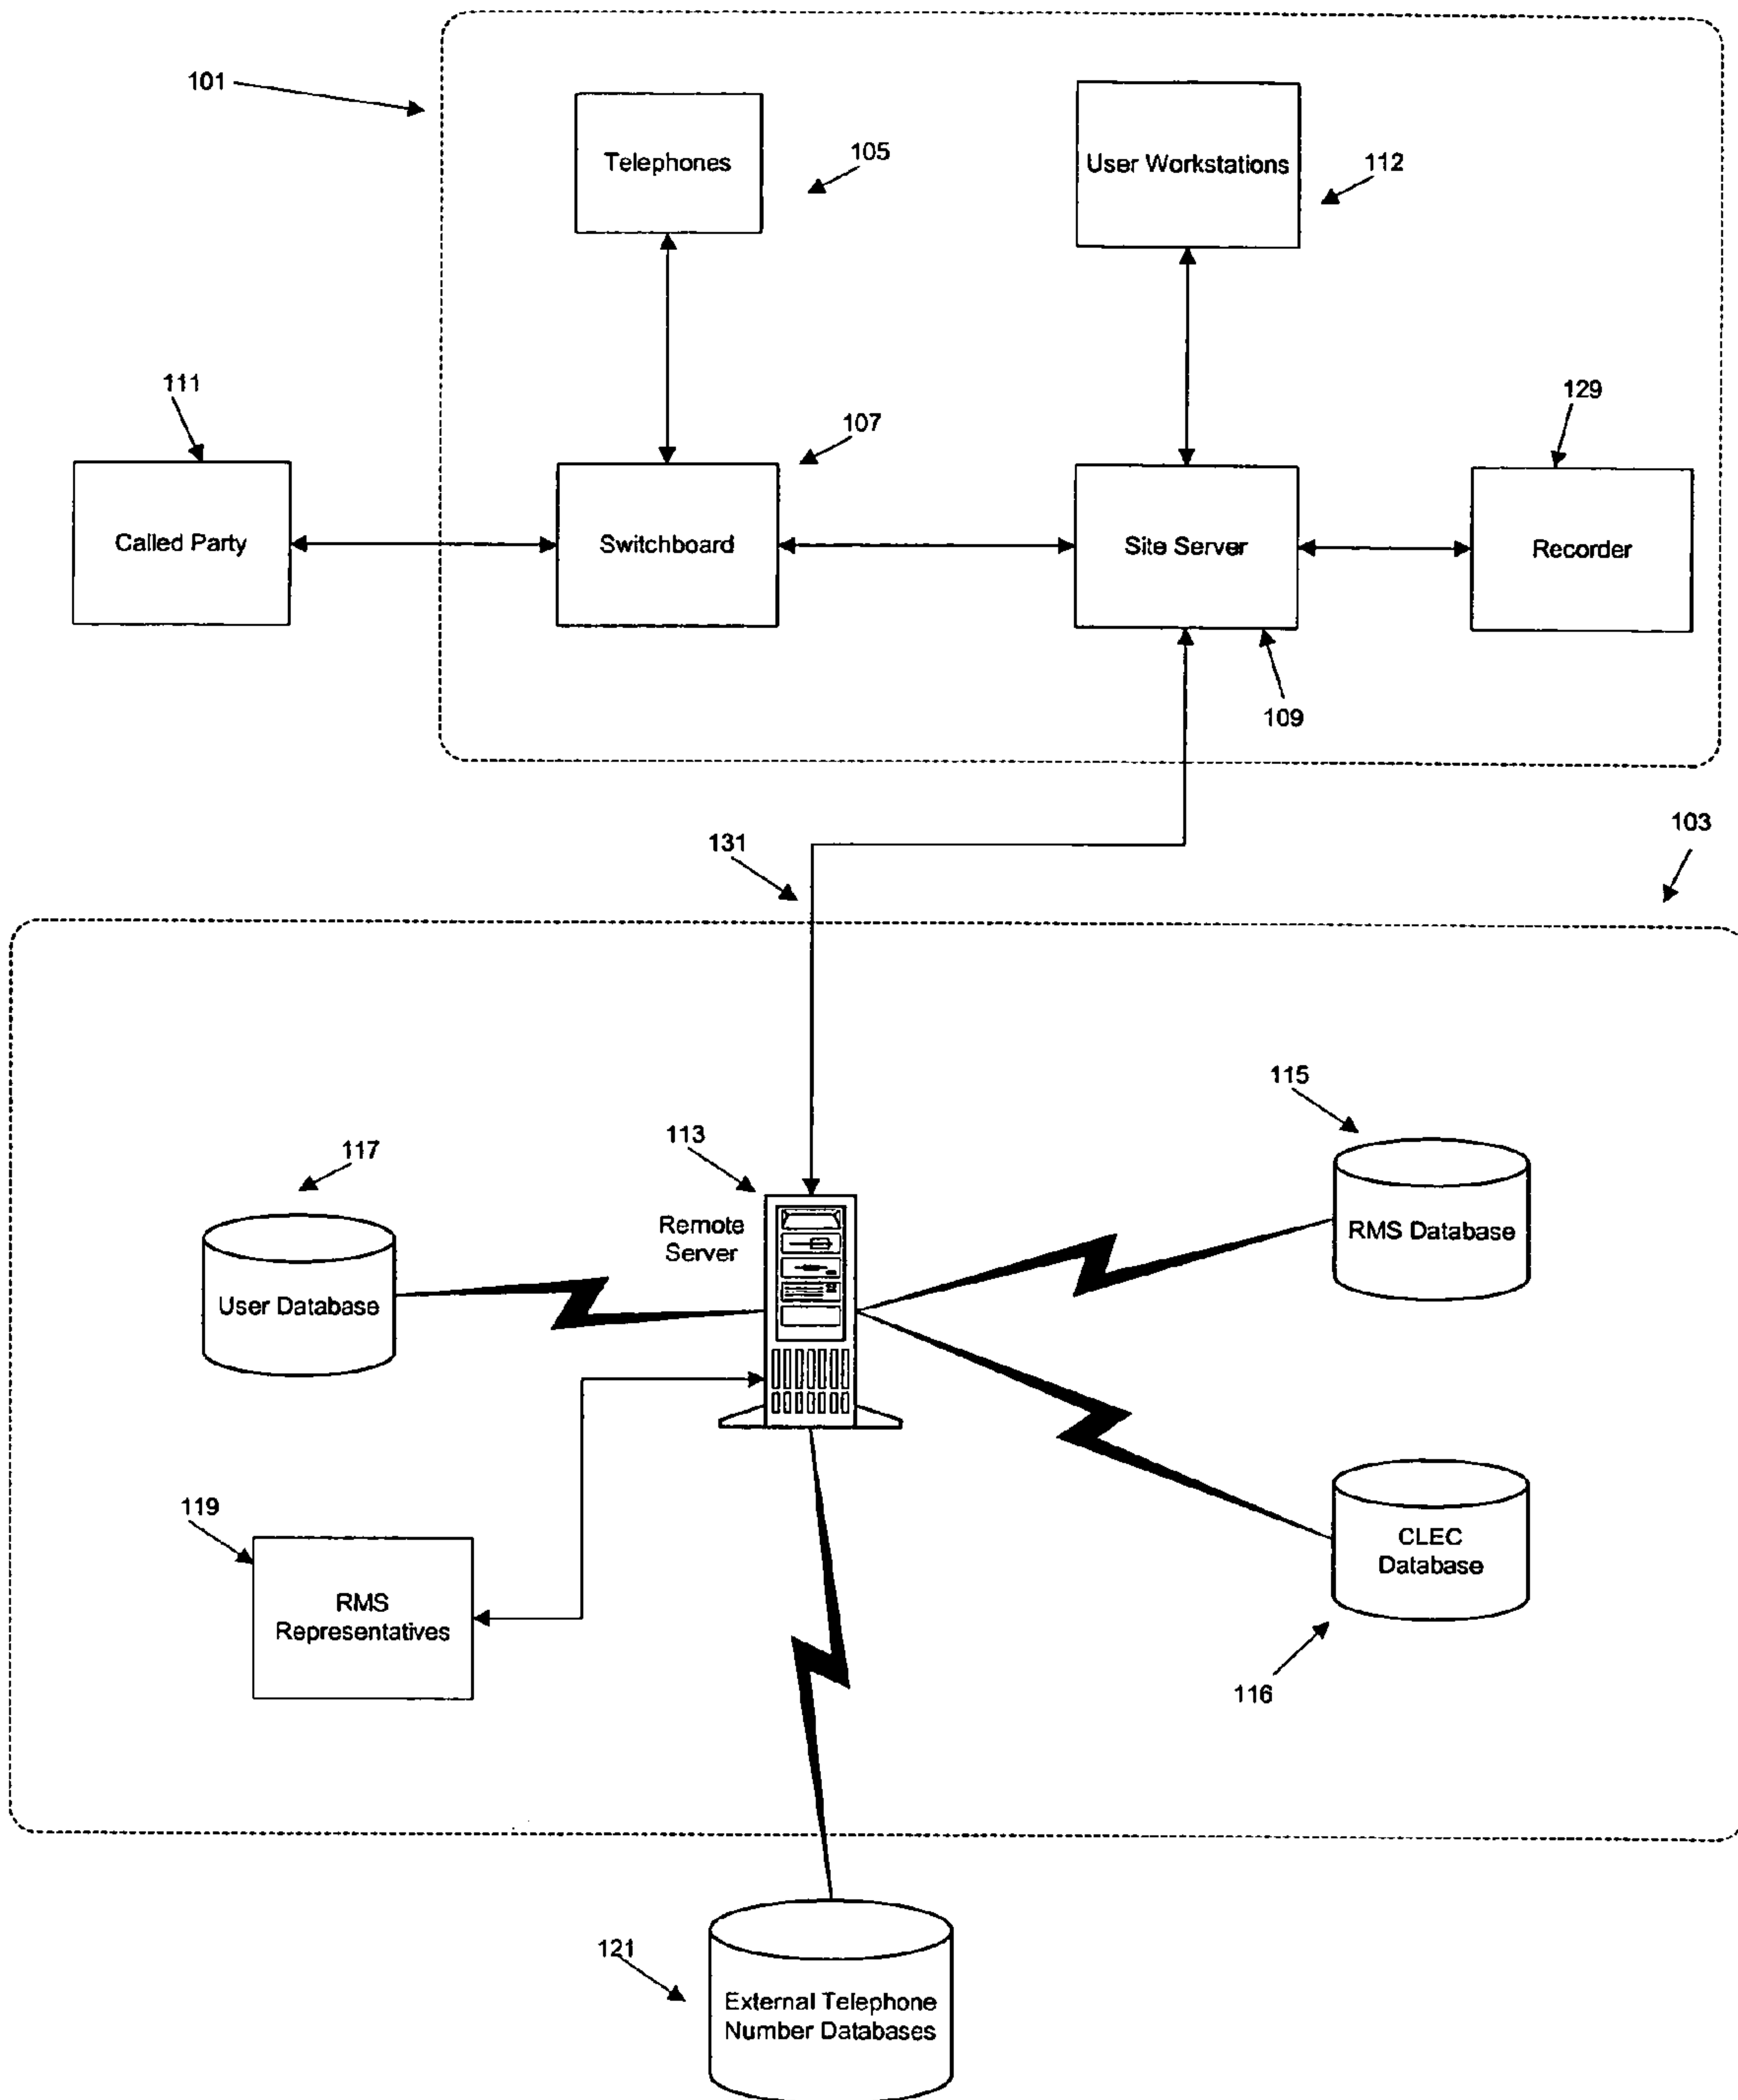 101
Telephones
105
User Workstations
112
111
107
129
Called Party
Switchboard
Site Server
Recorder
109
131
103
115
117
113
Remote
Server
RMS Database
User Database
119
RMS
Representatives
CLEC
Database
116
121
External Telephone
Number Databases